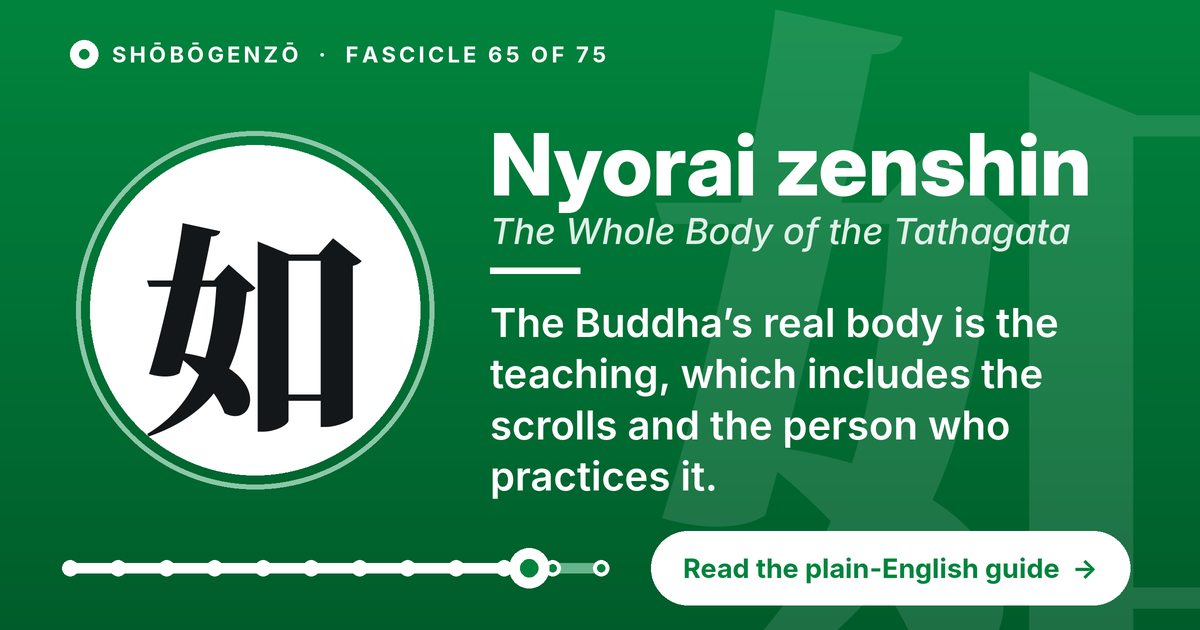 SHŌBŌGENZŌ · FASCICLE 65 OF 75
如
Nyorai zenshin
The Whole Body of the Tathagata
The Buddha’s real body is the
teaching, which includes the
scrolls and the person who
practices it.
Read the plain-English guide →